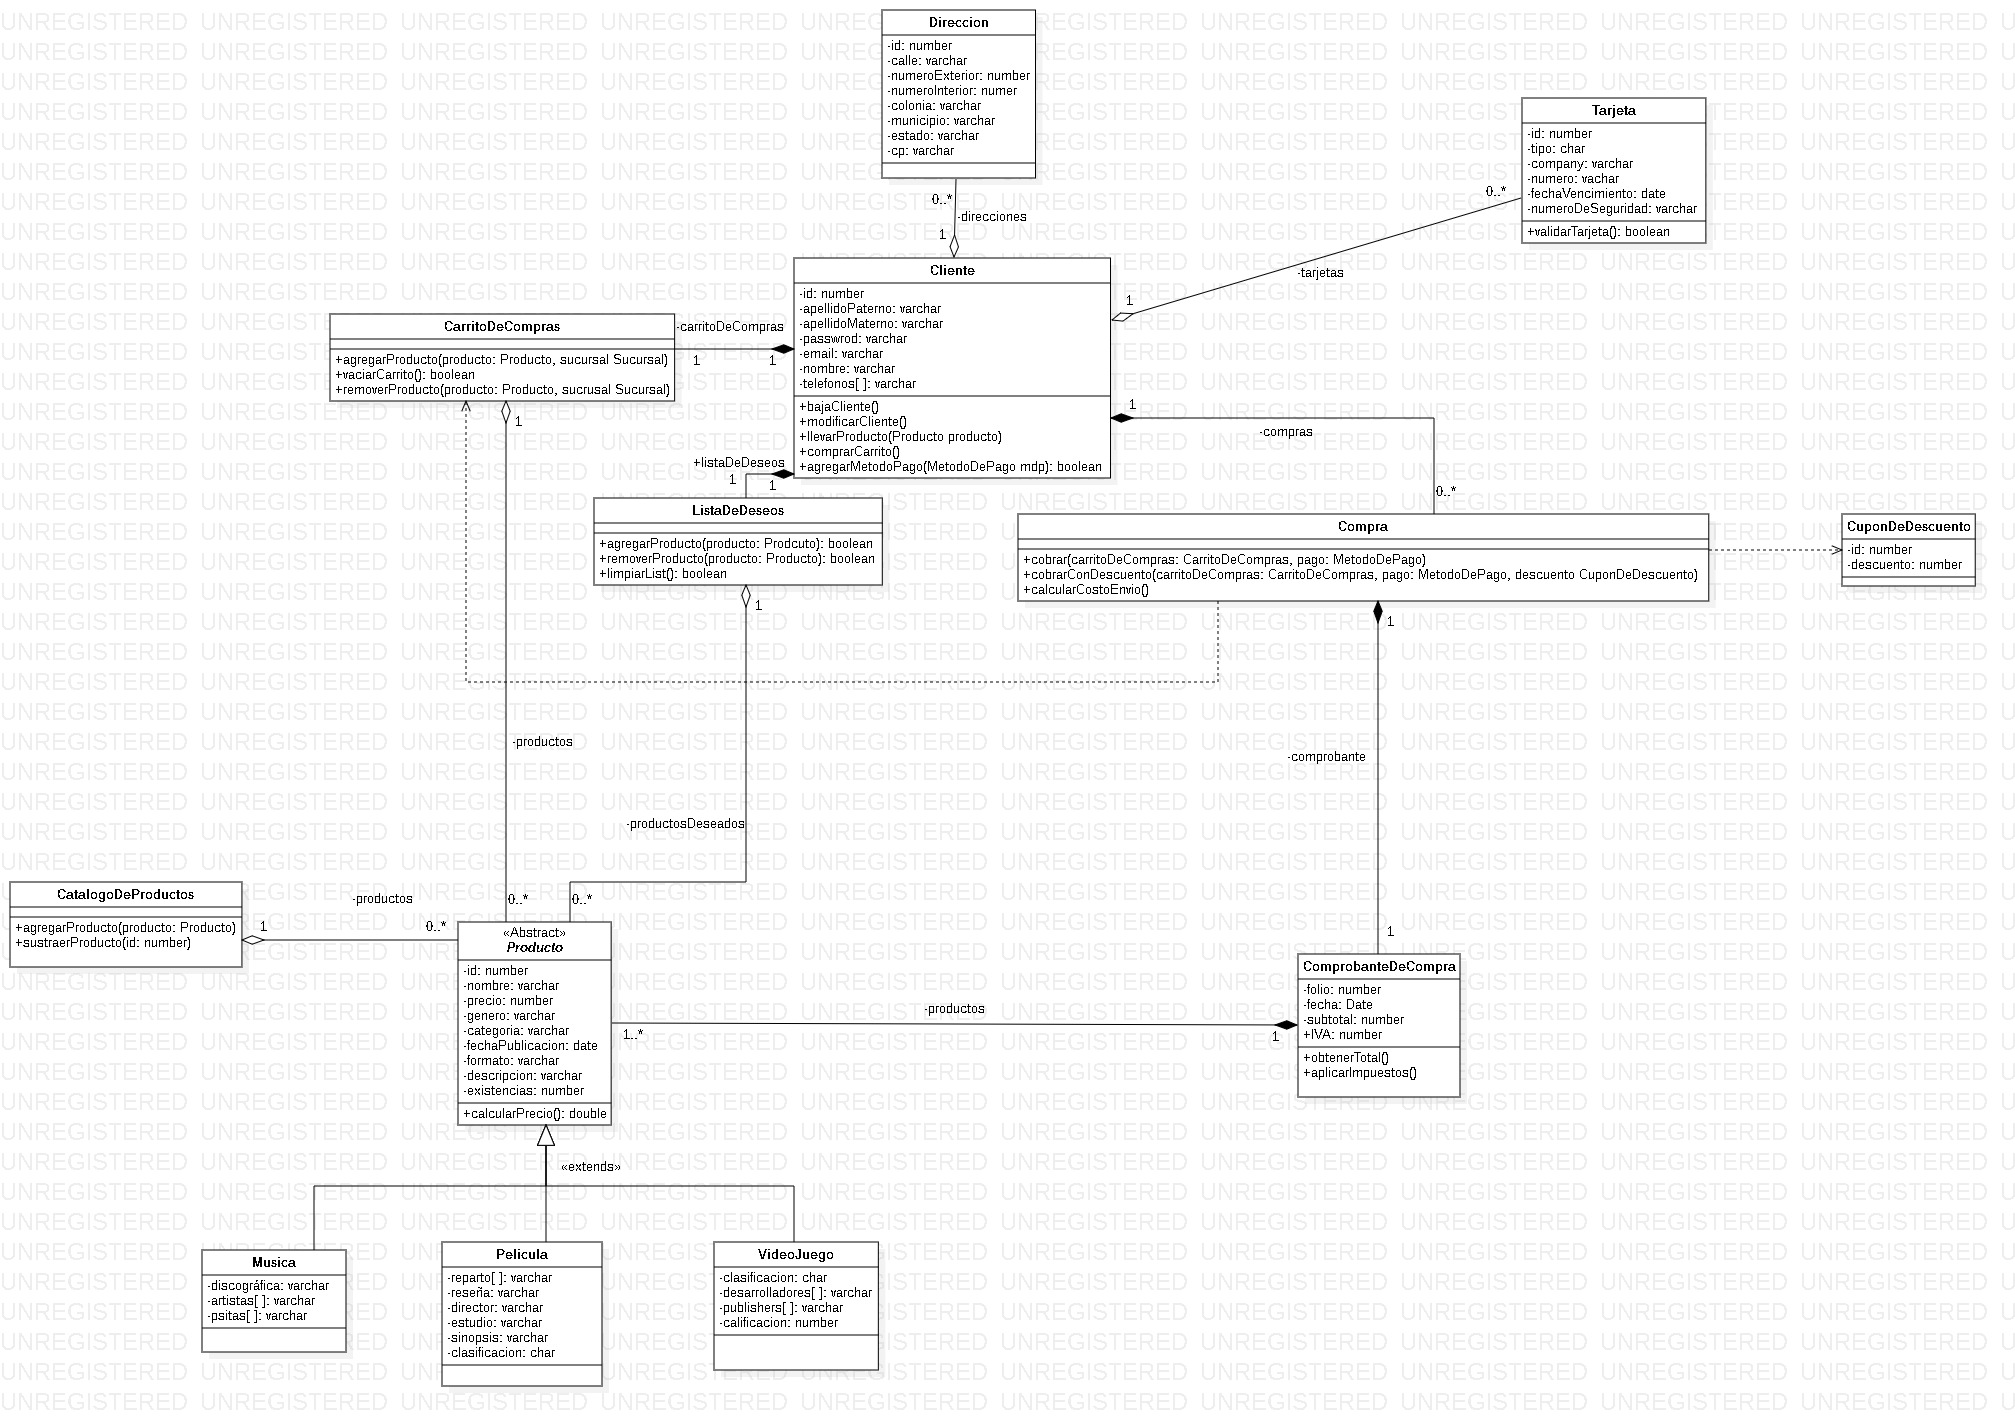 Direccion
-id: number
-calle: varchar
-numeroExterior: number
-numeroInterior: numer
-colonia: varchar
-municipio: varchar
-estado: varchar
-cp: varchar
Tarjeta
-id: number
-tipo: char
-company: varchar
-numero: vachar
-fechaVencimiento: date
-numeroDeSeguridad: varchar
+validarTarjeta(): boolean
0..*
-direcciones
1
0..*
-tarjetas
1
Cliente
-id: number
-apellidoPaterno: varchar
-apellidoMaterno: varchar
-passwrod: varchar
-email: varchar
-nombre: varchar
-telefonos[ ]: varchar
+bajaCliente()
+modificarCliente()
+llevarProducto(Producto producto)
+comprarCarrito()
+agregarMetodoPago(MetodoDePago mdp): boolean
CarritoDeCompras
+agregarProducto(producto: Producto, sucursal Sucursal)
+vaciarCarrito(): boolean
+removerProducto(producto: Producto, sucrusal Sucursal)
-carritoDeCompras
1
1
1
1
-compras
0..*
+listaDeDeseos
1
1
ListaDeDeseos
+agregarProducto(producto: Prodcuto): boolean
+removerProducto(producto: Producto): boolean
+limpiarList(): boolean
1
Compra
+cobrar(carritoDeCompras: CarritoDeCompras, pago: MetodoDePago)
+cobrarConDescuento(carritoDeCompras: CarritoDeCompras, pago: MetodoDePago, descuento CuponDeDescuento)
+calcularCostoEnvio()
CuponDeDescuento
-id: number
-descuento: number
1
-comprobante
1
-productos
-productosDeseados
0..*
0..*
CatalogoDeProductos
+agregarProducto(producto: Producto)
+sustraerProducto(id: number)
1
-productos
0..*
«Abstract»
Producto
-id: number
-nombre: varchar
-precio: number
-genero: varchar
-categoria: varchar
-fechaPublicacion: date
-formato: varchar
-descripcion: varchar
-existencias: number
+calcularPrecio(): double
1..*
-productos
1
ComprobanteDeCompra
-folio: number
-fecha: Date
-subtotal: number
+IVA: number
+obtenerTotal()
+aplicarImpuestos()
«extends»
Musica
-discográfica: varchar
-artistas[ ]: varchar
-psitas[ ]: varchar
Pelicula
-reparto[ ]: varchar
-reseña: varchar
-director: varchar
-estudio: varchar
-sinopsis: varchar
-clasificacion: char
VideoJuego
-clasificacion: char
-desarrolladores[ ]: varchar
-publishers[ ]: varchar
-calificacion: number
UNREGISTERED